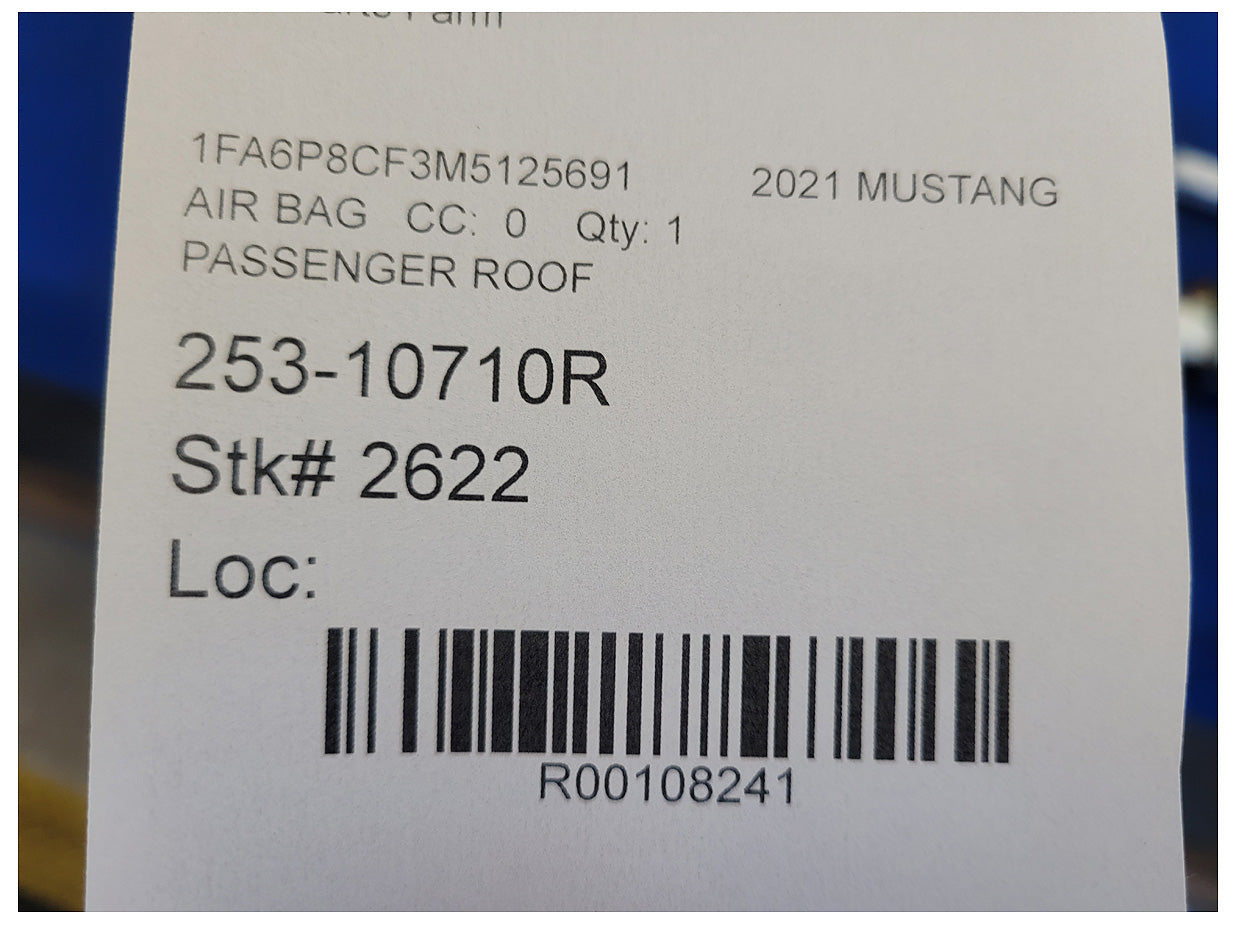 1FA6P8CF3M5125691 2021 MUSTANG
AIR BAG CC: 0 Qty: 1
PASSENGER ROOF
253-10710R
Stk# 2622
Loc:
R00108241